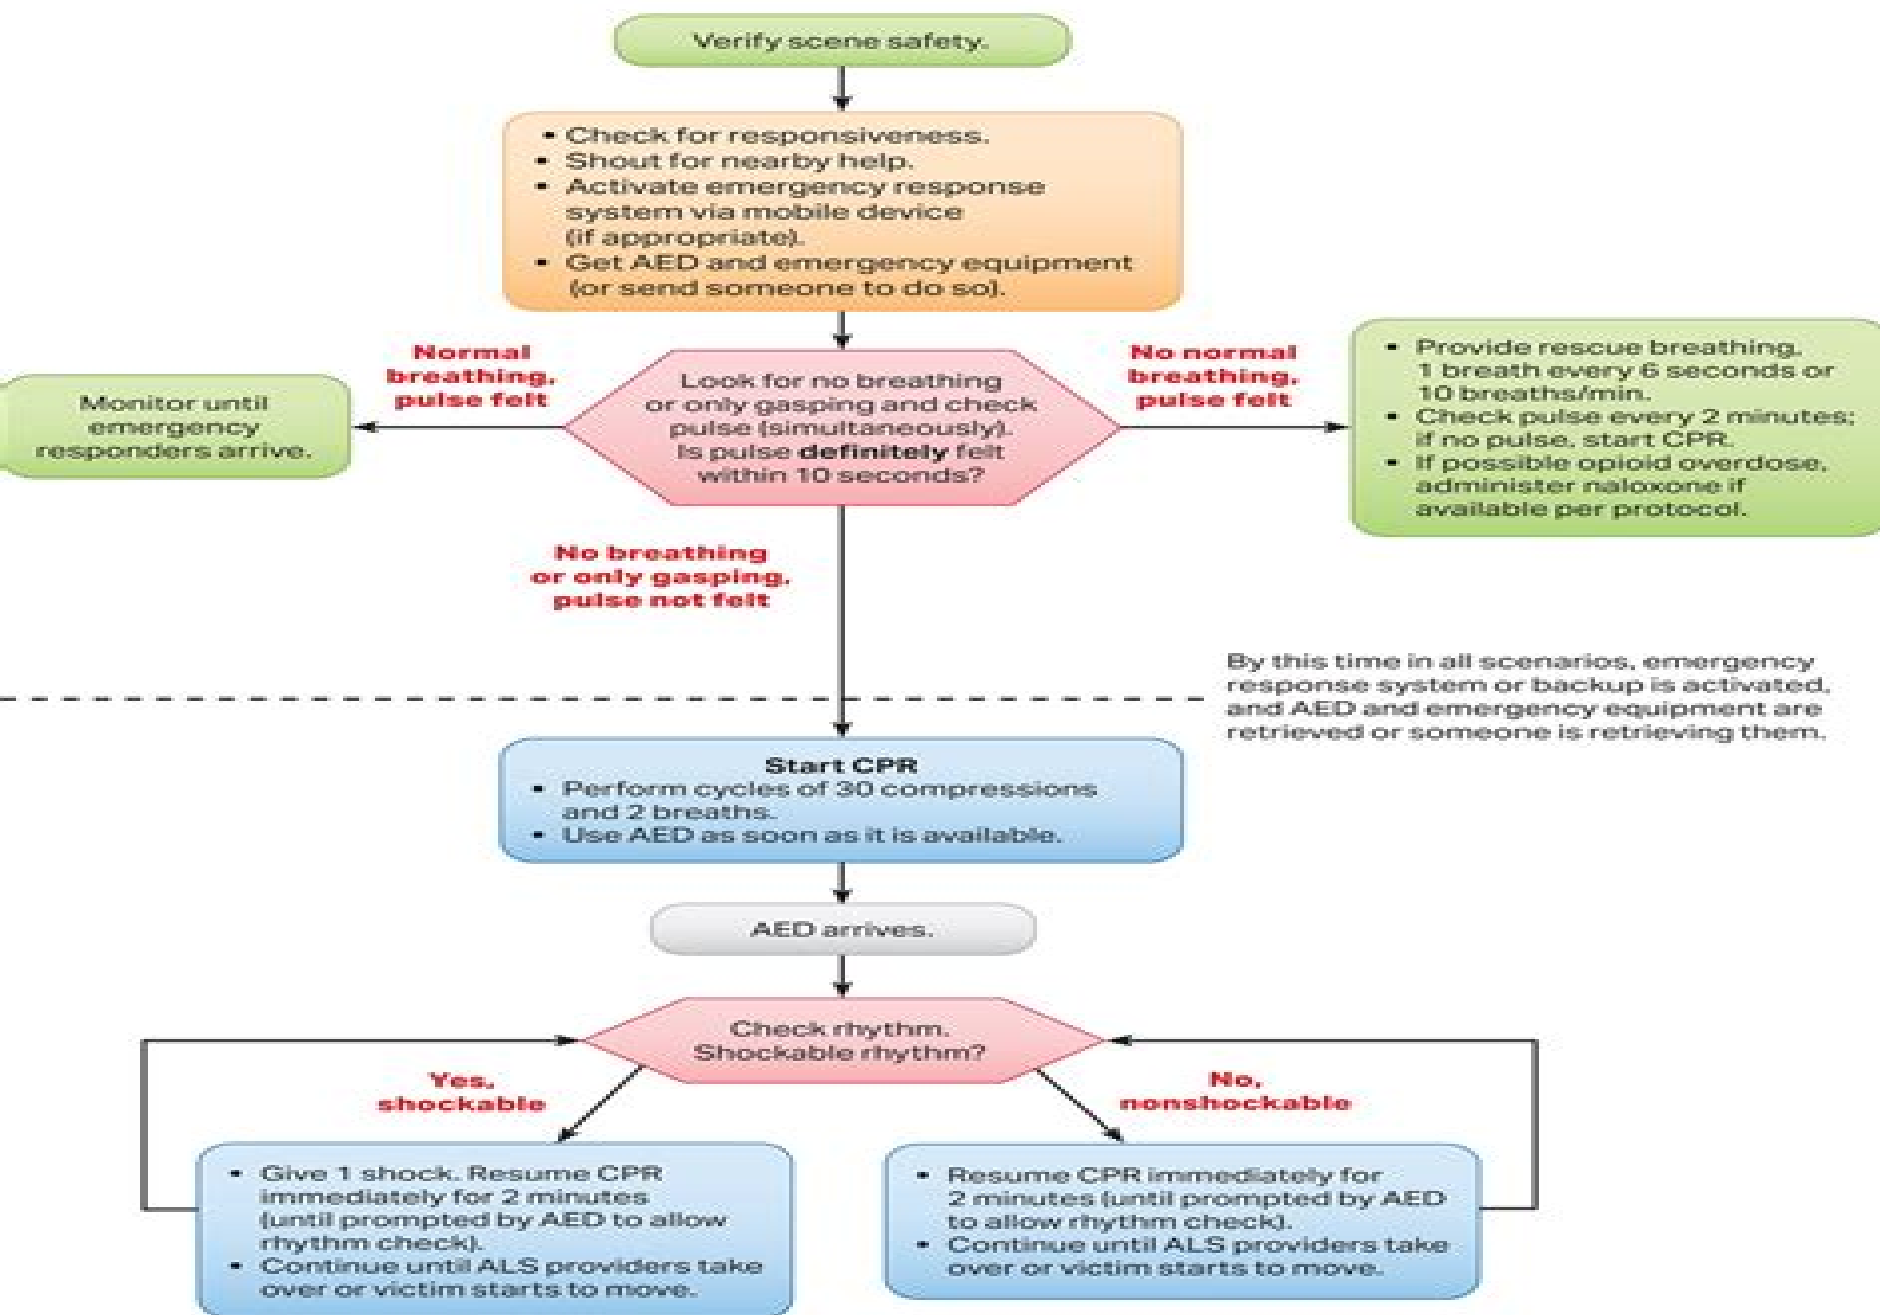 Verify scene safety.
• Check for responsiveness.
• Shout for nearby help.
• Activate emergency response
system via mobile device
(if appropriate).
• Get AED and emergency equipment
(or send someone to do so).
Normal
breathing,
pulse felt
Monitor until
emergency
responders arrive.
Look for no breathing
or only gasping and check
pulse (simultaneously).
Is pulse definitely felt
within 10 seconds?
No normal
breathing,
pulse felt
• Provide rescue breathing,
1 breath every 6 seconds or
10 breaths/min.
• Check pulse every 2 minutes;
if no pulse, start CPR.
• If possible opioid overdose,
administer naloxone if
available per protocol.
No breathing
or only gasping,
pulse not felt
By this time in all scenarios, emergency
response system or backup is activated,
and AED and emergency equipment are
retrieved or someone is retrieving them.
Start CPR
• Perform cycles of 30 compressions
and 2 breaths.
• Use AED as soon as it is available.
AED arrives.
Check rhythm.
Shockable rhythm?
Yes,
shockable
No,
nonshockable
• Give 1 shock. Resume CPR
immediately for 2 minutes
(until prompted by AED to allow
rhythm check).
• Continue until ALS providers take
over or victim starts to move.
• Resume CPR immediately for
2 minutes (until prompted by AED
to allow rhythm check).
• Continue until ALS providers take
over or victim starts to move.